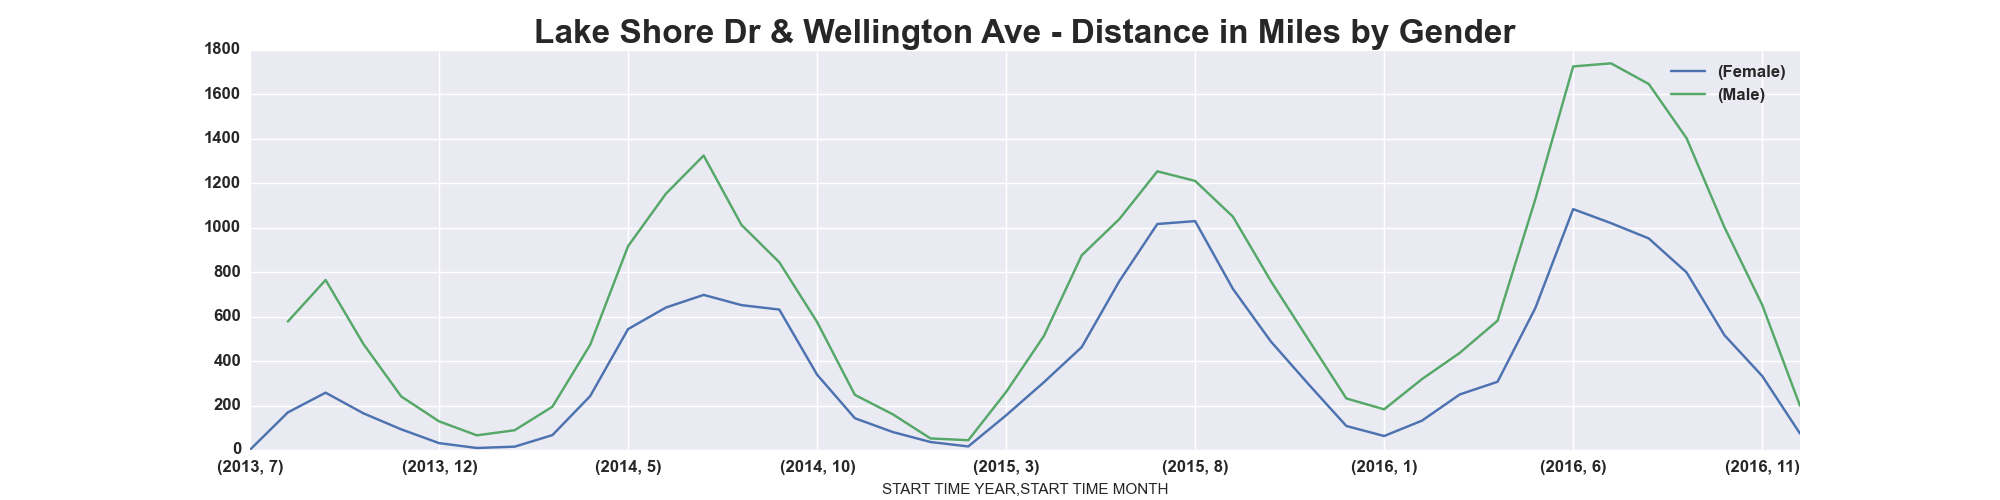 Lake Shore Dr & Wellington Ave - Distance in Miles by Gender
1800
1600
1400
1200
1000
800
600
400
200
0
(Female)
(Male)
(2013, 7) (2013, 12) (2014, 5) (2014, 10) (2015, 3) (2015, 8) (2016, 1) (2016, 6) (2016, 11)
START TIME YEAR,START TIME MONTH